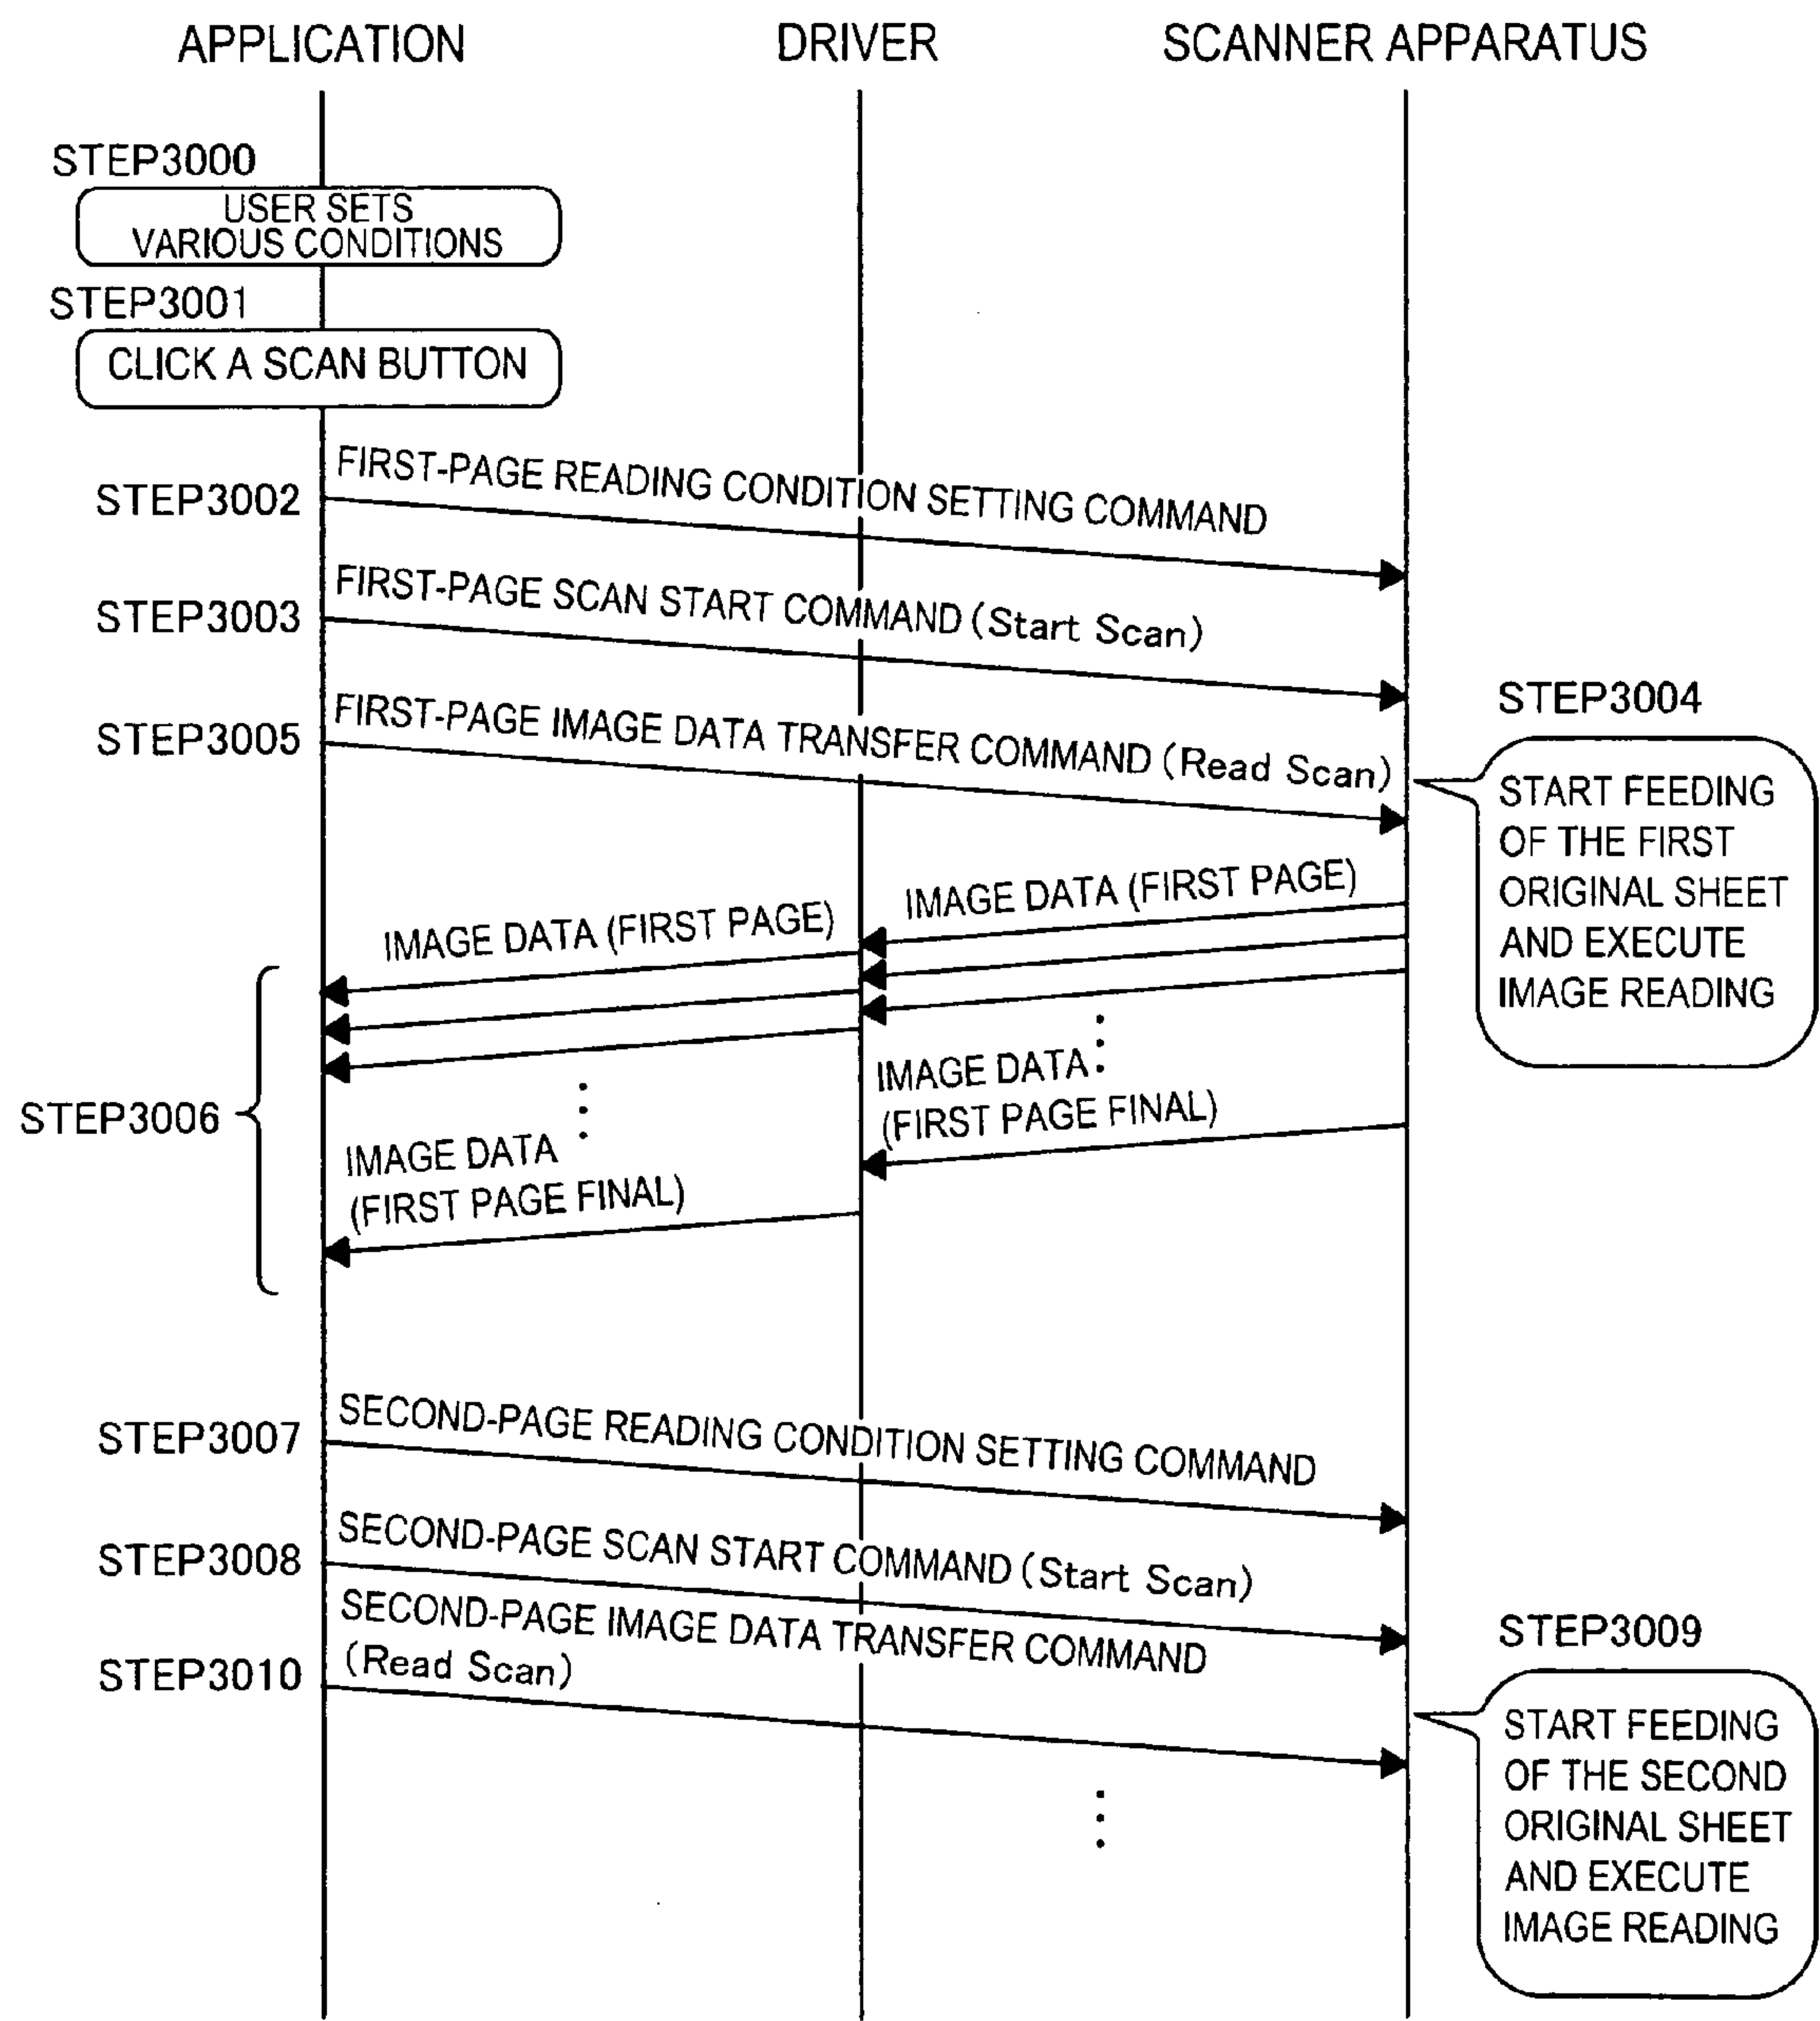 APPLICATION
DRIVER
SCANNER APPARATUS
STEP3000
USER SETS
VARIOUS CONDITIONS
STEP3001
CLICK A SCAN BUTTON
FIRST-PAGE READING CONDITION SETTING COMMAND
STEP3002
FIRST-PAGE SCAN START COMMAND (Start Scan)
STEP3003
FIRST-PAGE IMAGE DATA TRANSFER COMMAND (Read Scan)
STEP3005
STEP3004
START FEEDING
OF THE FIRST
ORIGINAL SHEET
AND EXECUTE
IMAGE READING
IMAGE DATA (FIRST PAGE)
IMAGE DATA (FIRST PAGE)
IMAGE DATA
(FIRST PAGE FINAL)
STEP3006
IMAGE DATA
(FIRST PAGE FINAL)
SECOND-PAGE READING CONDITION SETTING COMMAND
STEP3007
SECOND-PAGE SCAN START COMMAND (Start Scan)
STEP3008
SECOND-PAGE IMAGE DATA TRANSFER COMMAND
(Read Scan)
STEP3010
STEP3009
START FEEDING
OF THE SECOND
ORIGINAL SHEET
AND EXECUTE
IMAGE READING